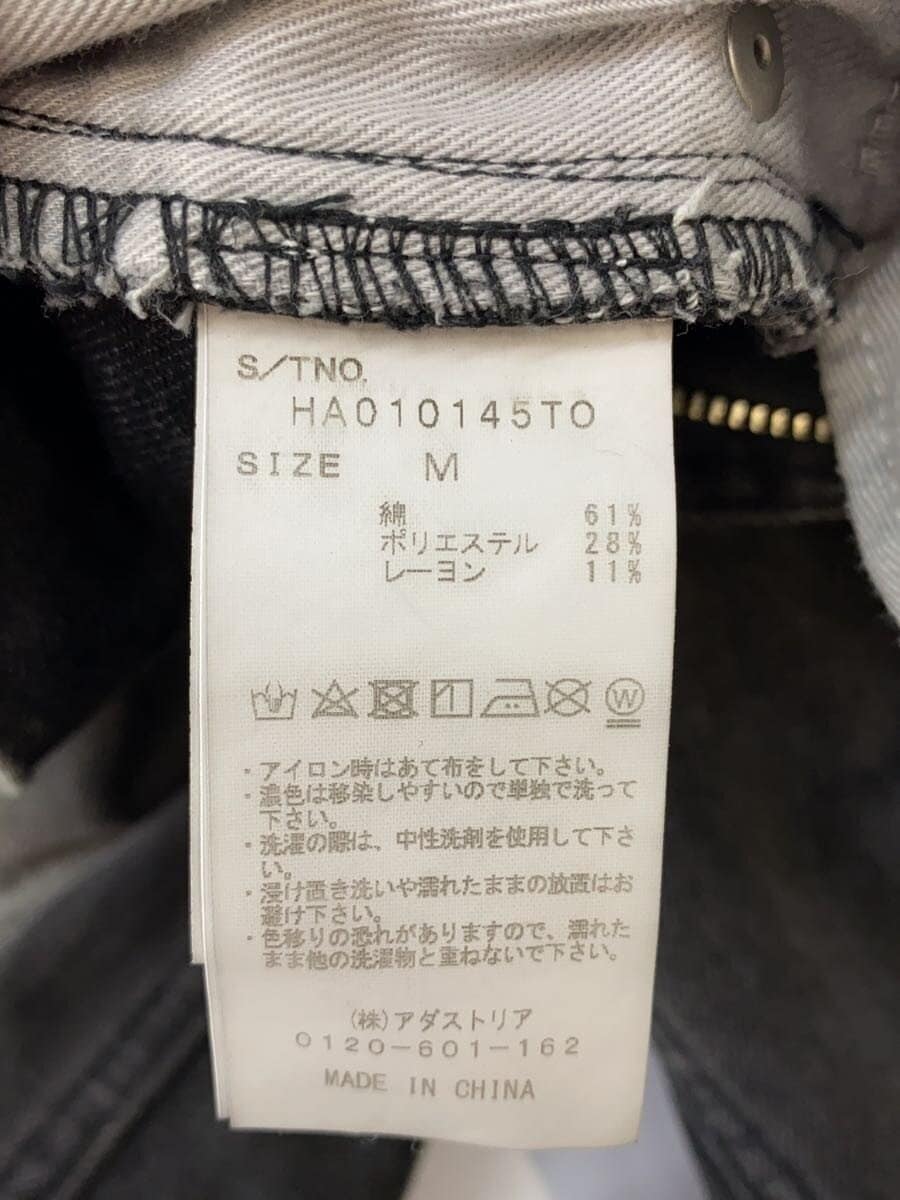 S/TNO.
HA010145TO
SIZE M
綿 61%
ポリエステル 28%
レーヨン 11%
W
・アイロン時はあて布をして下さい。
・濃色は移染しやすいので単独で洗って
下さい。
・洗濯の際は、中性洗剤を使用して下さ
い。
・浸け置き洗いや濡れたままの放置はお
避け下さい。
・色移りの恐れがありますので、濡れた
まま他の洗濯物と重ねないで下さい。
(株)アダストリア
0120-601-162
MADE IN CHINA